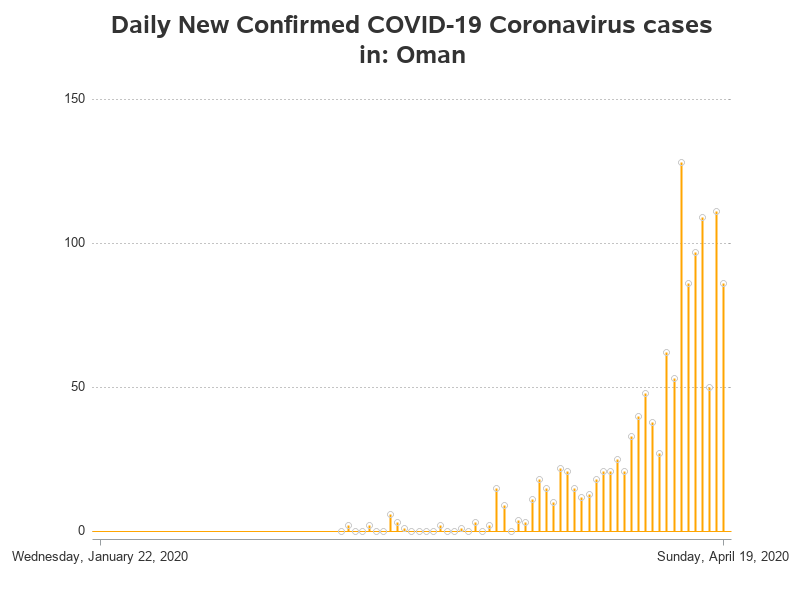 Daily New Confirmed COVID-19 Coronavirus cases
in: Oman
150
100
50
0
Wednesday, January 22, 2020
Sunday, April 19, 2020